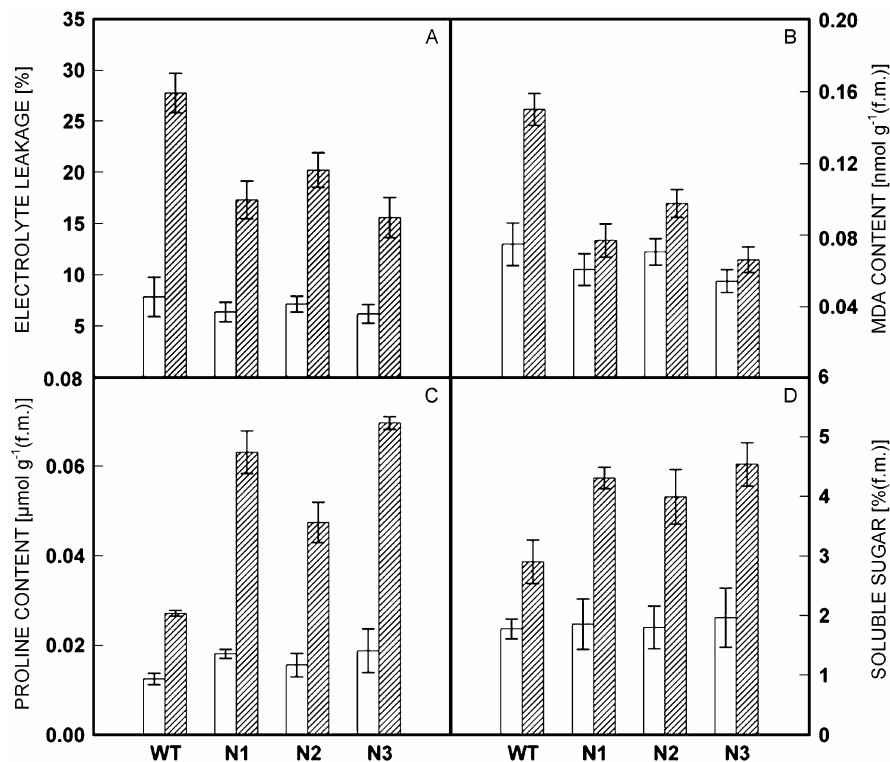 A
B
ELECTROLYTE LEAKAGE [%]
35
30
25
20
15
10
5
MDA CONTENT [nmol g⁻¹(f.m.)]
0.20
0.16
0.12
0.08
0.04
C
D
PROLINE CONTENT [µmol g⁻¹(f.m.)]
0.08
0.06
0.04
0.02
0.00
SOLUBLE SUGAR [%(f.m.)]
6
5
4
3
2
1
0
WT N1 N2 N3 WT N1 N2 N3